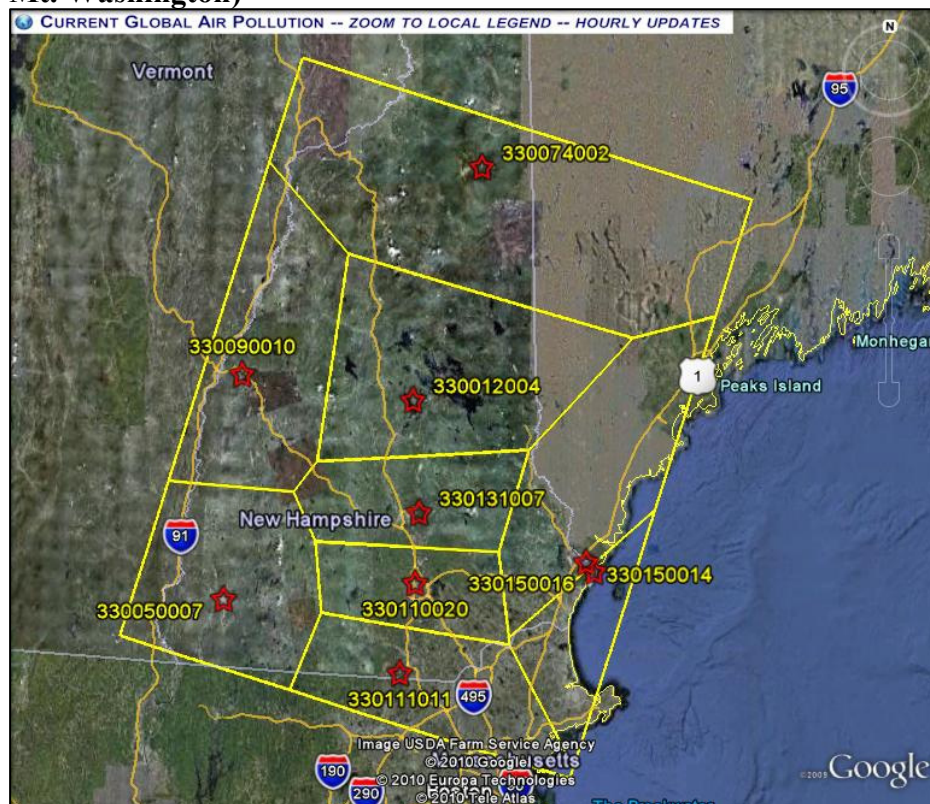 Mt. Washington)
CURRENT GLOBAL AIR POLLUTION -- ZOOM TO LOCAL LEGEND -- HOURLY UPDATES
N
Vermont
95
330074002
330090010
330012004
Monhegan
1
Peaks Island
330131007
New Hampshire
91
330150016
330150014
330050007
330110020
330111011
495
Image USDA Farm Service Agency
© 2010 Google
190
© 2010 Europa Technologies
290
© 2010 Tele Atlas
Google